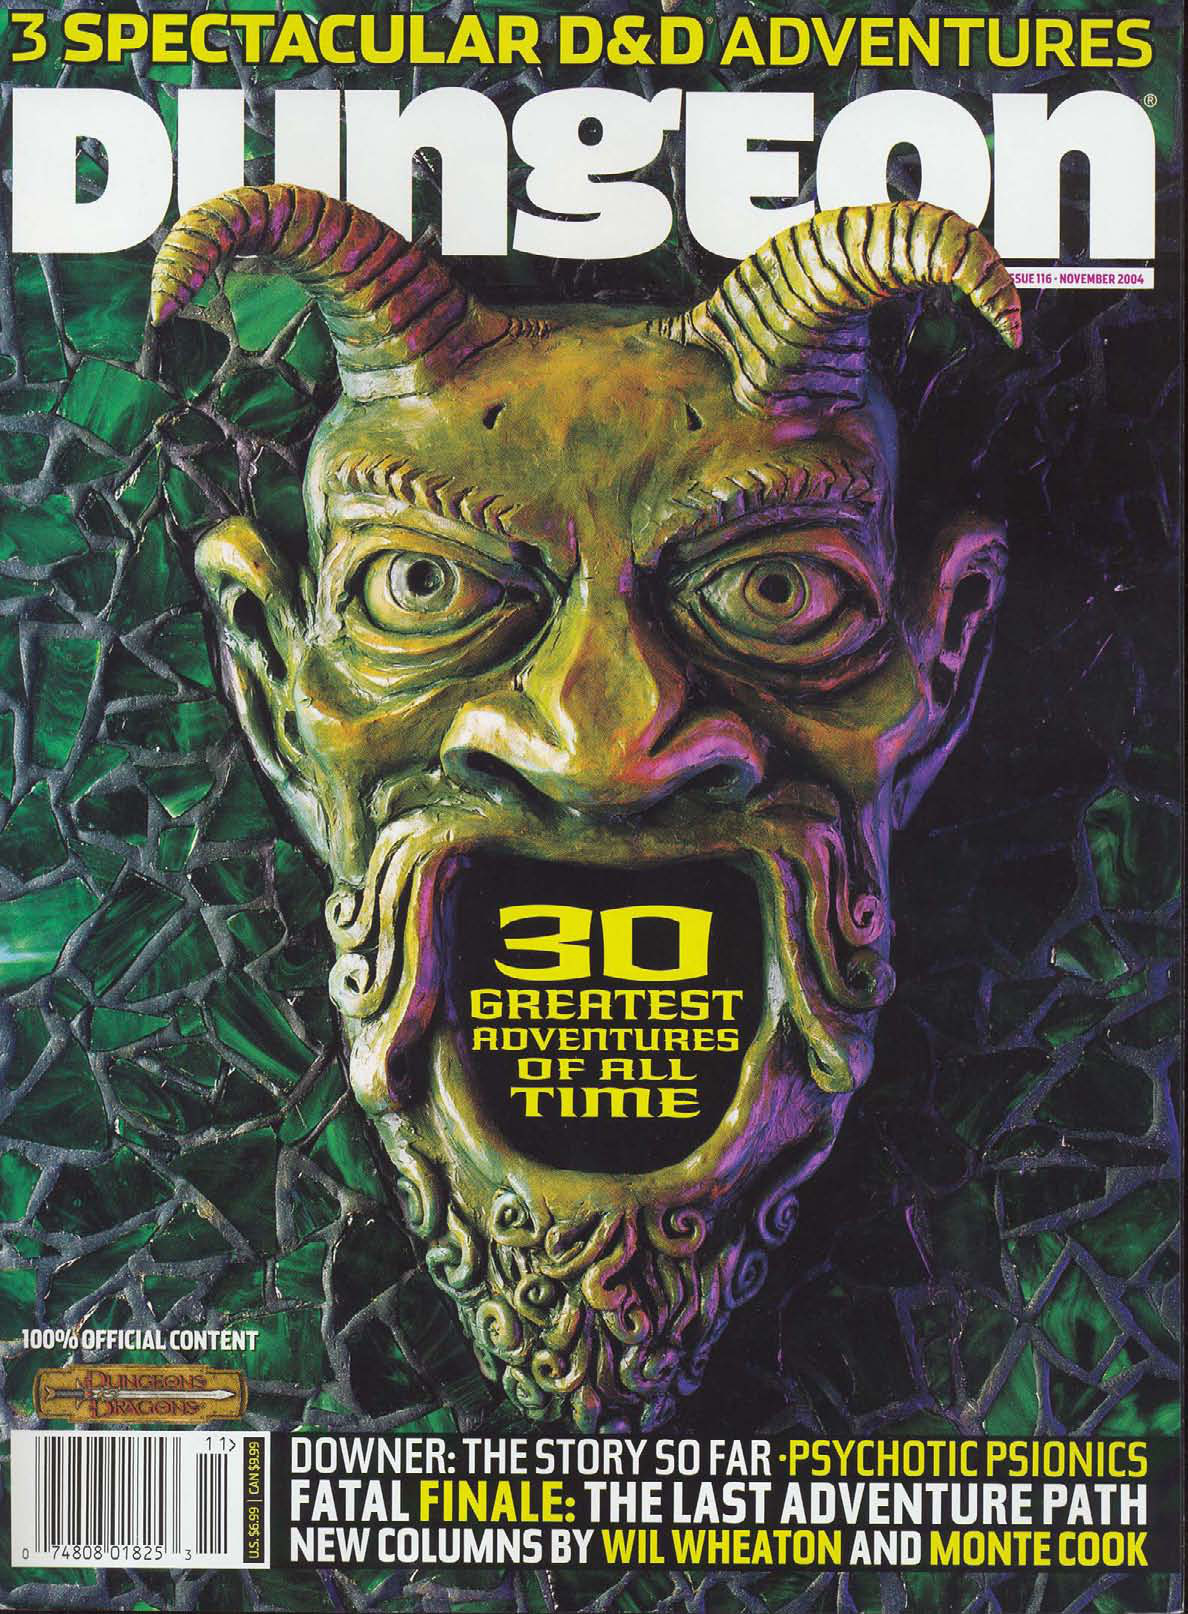 3 SPECTACULAR D&D® ADVENTURES
DUNGEON®
ISSUE 116 · NOVEMBER 2004
30
GREATEST
ADVENTURES
OF ALL
TIME
100% OFFICIAL CONTENT
DUNGEONS
DRAGONS
11>
0 74808 01825 3
U.S. $6.99 | CAN $9.99
DOWNER: THE STORY SO FAR · PSYCHOTIC PSIONICS
FATAL FINALE: THE LAST ADVENTURE PATH
NEW COLUMNS BY WIL WHEATON AND MONTE COOK